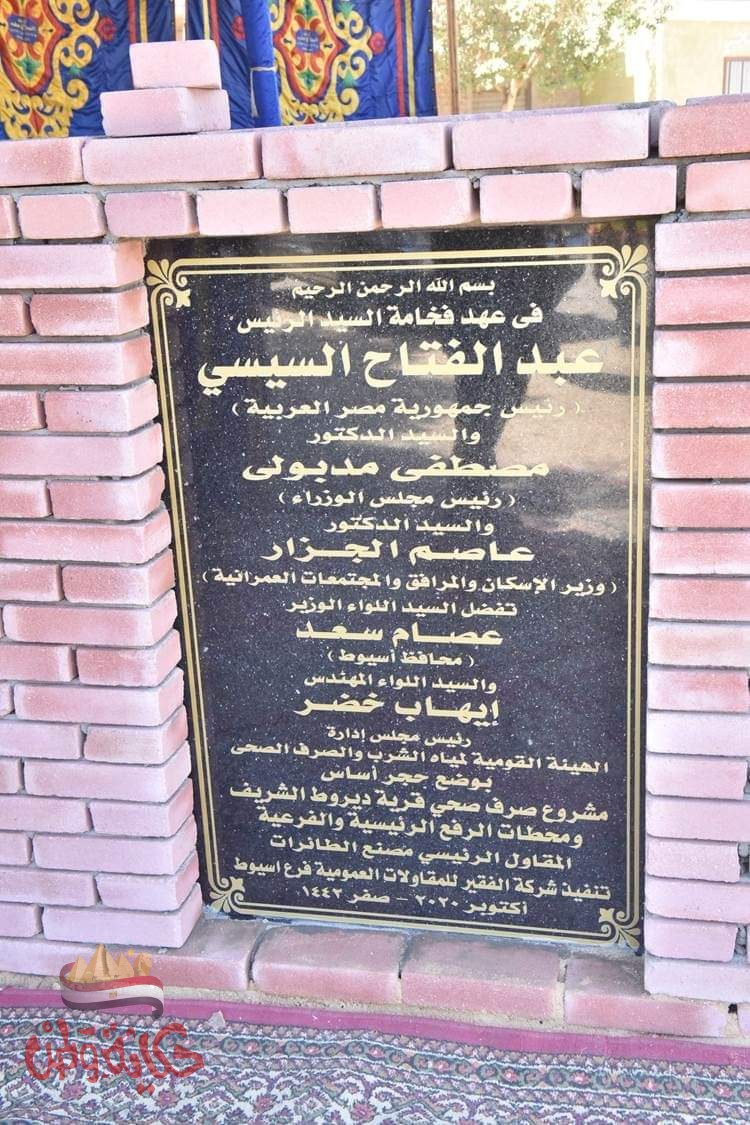 بسم الله الرحمن الرحيم
فى عهد فخامة السيد الرئيس
عبد الفتاح السيسي
( رئيس جمهورية مصر العربية )
والسيد الدكتور
مصطفى مدبولى
( رئيس مجلس الوزراء )
والسيد الدكتور
عاصم الجزار
( وزير الإسكان والمرافق والمجتمعات العمرانية )
تفضل السيد اللواء الوزير
عصام سعد
( محافظ أسيوط )
والسيد اللواء المهندس
إيهاب خضر
رئيس مجلس إدارة
الهيئة القومية لمياه الشرب والصرف الصحى
بوضع حجر أساس
مشروع صرف صحي قرية ديروط الشريف
ومحطات الرفع الرئيسية والفرعية
المقاول الرئيسي مصنع الطائرات
تنفيذ شركة الفقير للمقاولات العمومية فرع اسيوط
أكتوبر ٢٠٢٠ - صفر ١٤٤٢
حكاية وطن